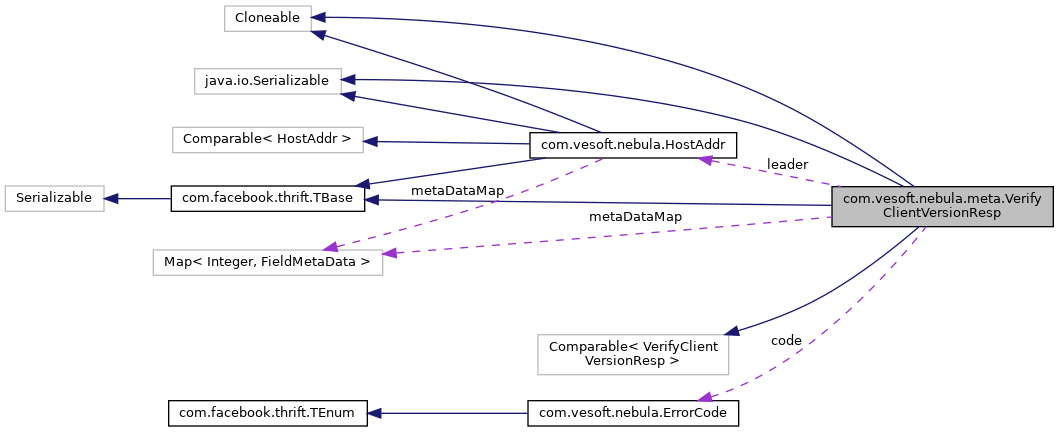 Cloneable
java.io.Serializable
Comparable< HostAddr >
com.vesoft.nebula.HostAddr
leader
Serializable
com.facebook.thrift.TBase
metaDataMap
com.vesoft.nebula.meta.Verify
ClientVersionResp
metaDataMap
Map< Integer, FieldMetaData >
Comparable< VerifyClient
VersionResp >
code
com.facebook.thrift.TEnum
com.vesoft.nebula.ErrorCode